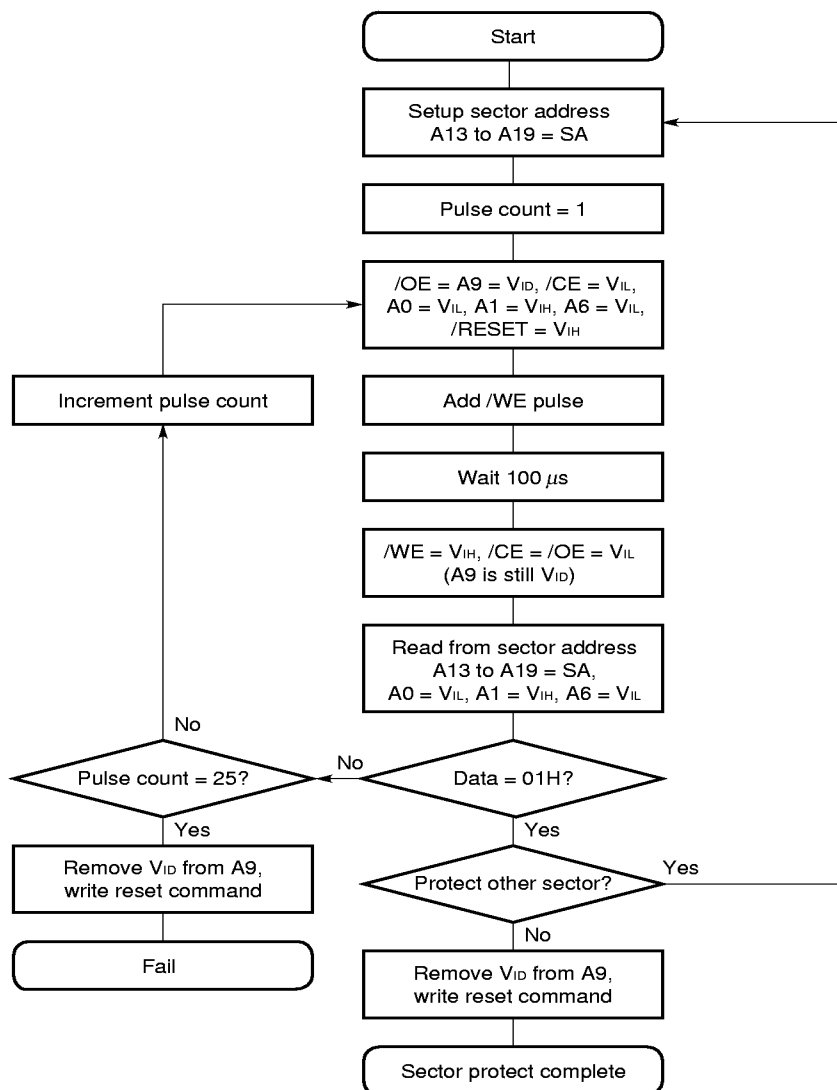 Start
Setup sector address
A13 to A19 = SA
Pulse count = 1
/OE = A9 = VID, /CE = VIL,
A0 = VIL, A1 = VIH, A6 = VIL,
/RESET = VIH
Increment pulse count
Add /WE pulse
Wait 100 μs
/WE = VIH, /CE = /OE = VIL
(A9 is still VID)
Read from sector address
A13 to A19 = SA,
A0 = VIL, A1 = VIH, A6 = VIL
No
No
Pulse count = 25?
Data = 01H?
Yes
Yes
Remove VID from A9,
write reset command
Protect other sector?
Yes
No
Fail
Remove VID from A9,
write reset command
Sector protect complete